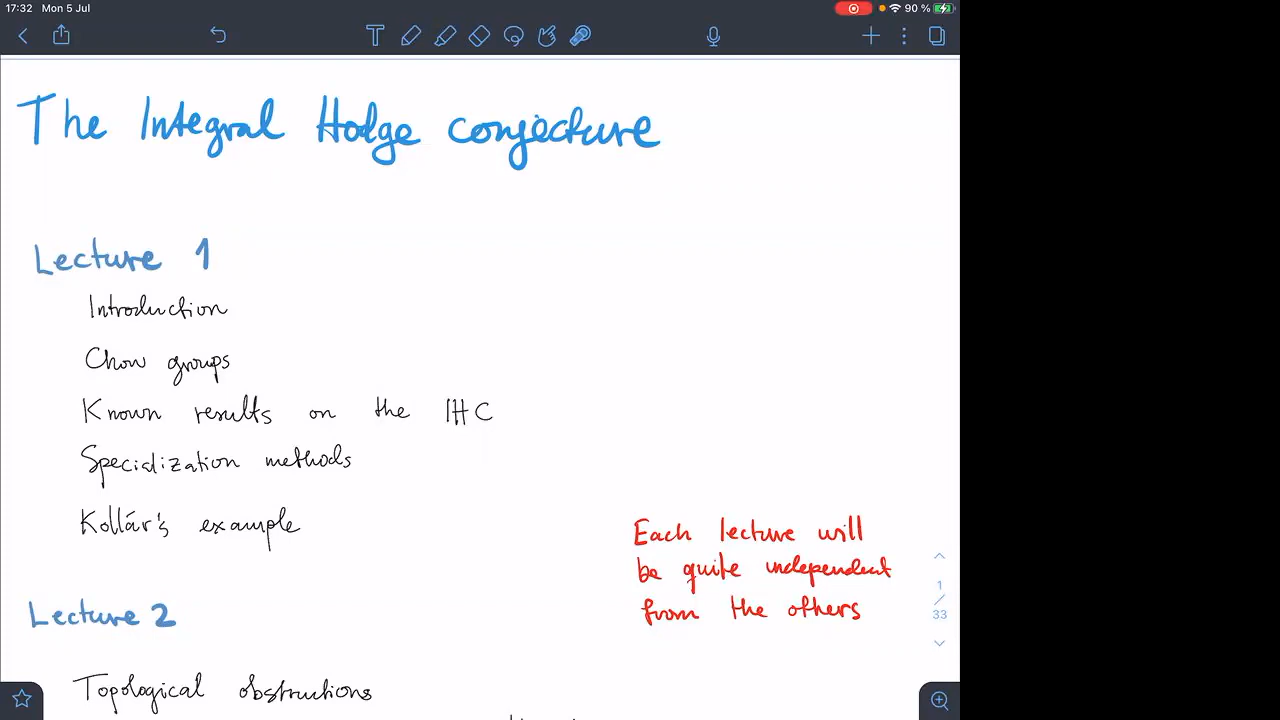 17:32 Mon 5 Jul
90 %
The Integral Hodge conjecture
Lecture 1
Introduction
Chow groups
Known results on the IHC
Specialization methods
Kollár's example
Each lecture will
be quite independent
from the others
1
/
33
Lecture 2
Topological obstructions